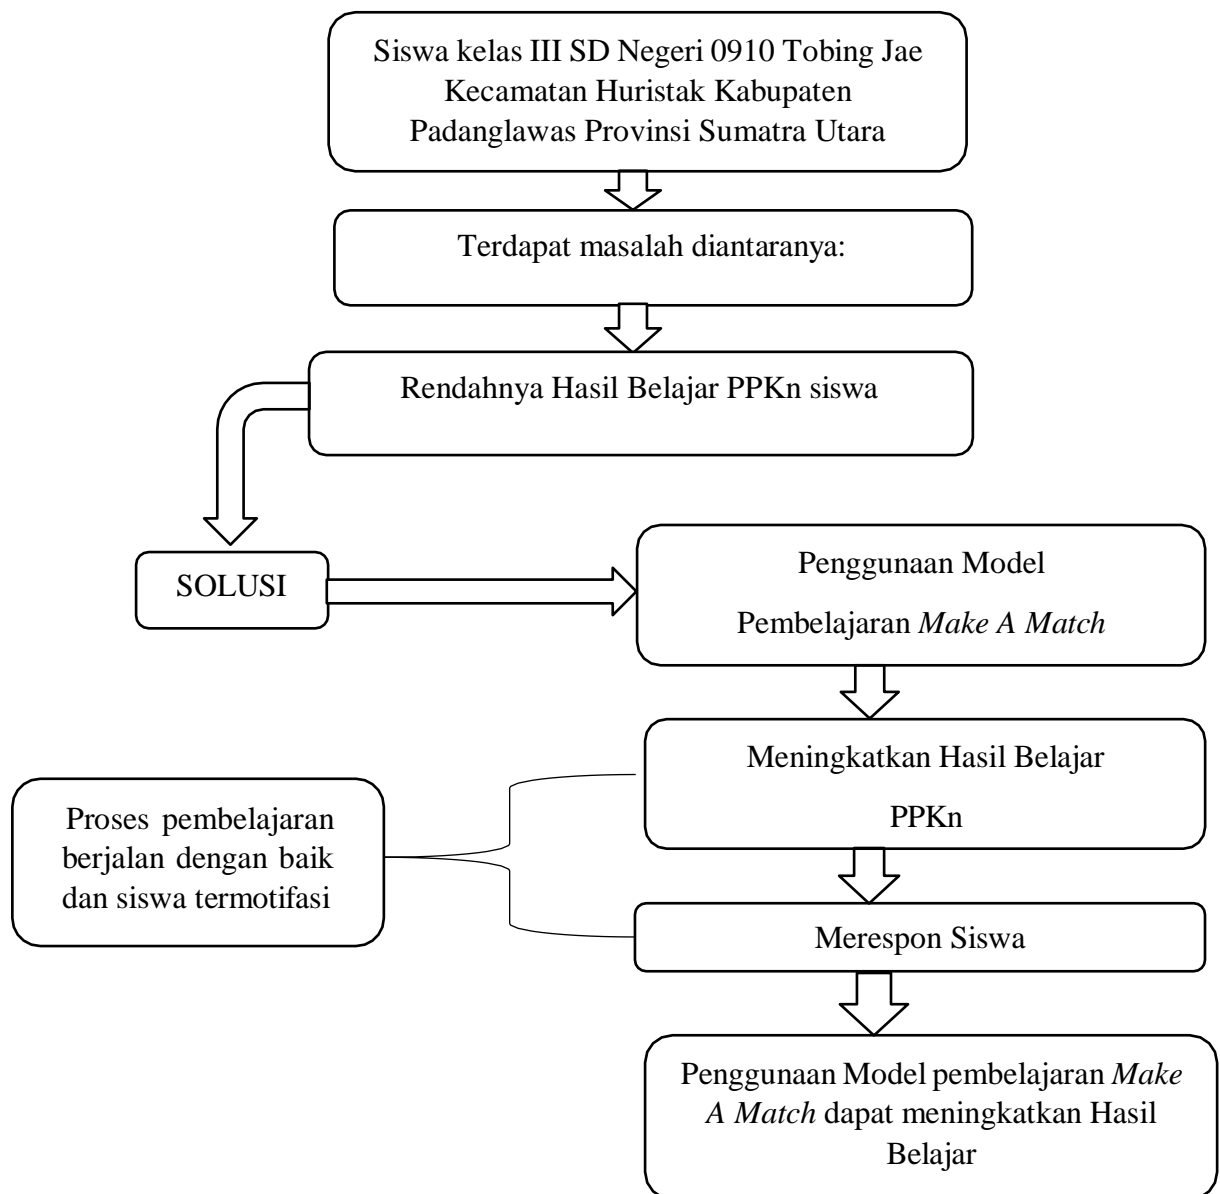 Siswa kelas III SD Negeri 0910 Tobing Jae
Kecamatan Huristak Kabupaten
Padanglawas Provinsi Sumatra Utara
Terdapat masalah diantaranya:
Rendahnya Hasil Belajar PPKn siswa
SOLUSI
Penggunaan Model
Pembelajaran Make A Match
Meningkatkan Hasil Belajar
PPKn
Proses pembelajaran
berjalan dengan baik
dan siswa termotifasi
Merespon Siswa
Penggunaan Model pembelajaran Make
A Match dapat meningkatkan Hasil
Belajar